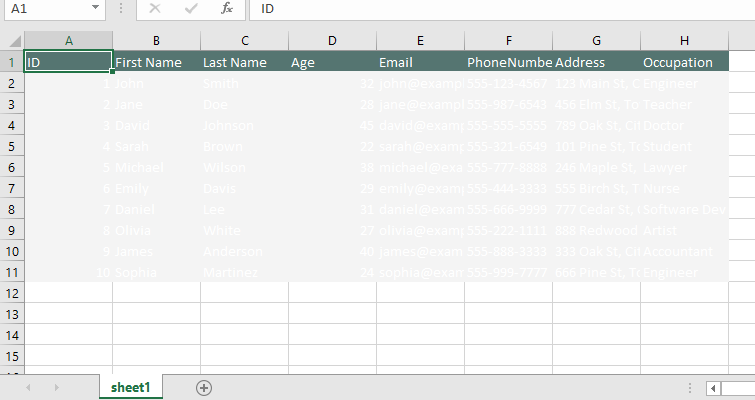 A1 fx ID
A B C D E F G H
1 ID First Name Last Name Age Email PhoneNumbe Address Occupation
2 1 John Smith 32 john@examp 555-123-4567 123 Main St, C Engineer
3 2 Jane Doe 28 jane@exampl 555-987-6543 456 Elm St, To Teacher
4 3 David Johnson 45 david@examp 555-555-5555 789 Oak St, Cit Doctor
5 4 Sarah Brown 22 sarah@examp 555-321-6549 101 Pine St, To Student
6 5 Michael Wilson 38 michael@exa 555-777-8888 246 Maple St, Lawyer
7 6 Emily Davis 29 emily@examp 555-444-3333 555 Birch St, T Nurse
8 7 Daniel Lee 31 daniel@exam 555-666-9999 777 Cedar St, Software Dev
9 8 Olivia White 27 olivia@examp 555-222-1111 888 Redwood Artist
10 9 James Anderson 40 james@exam 555-888-3333 333 Oak St, Cit Accountant
11 10 Sophia Martinez 24 sophia@exam 555-999-7777 666 Pine St, To Engineer
12
13
14
15
sheet1